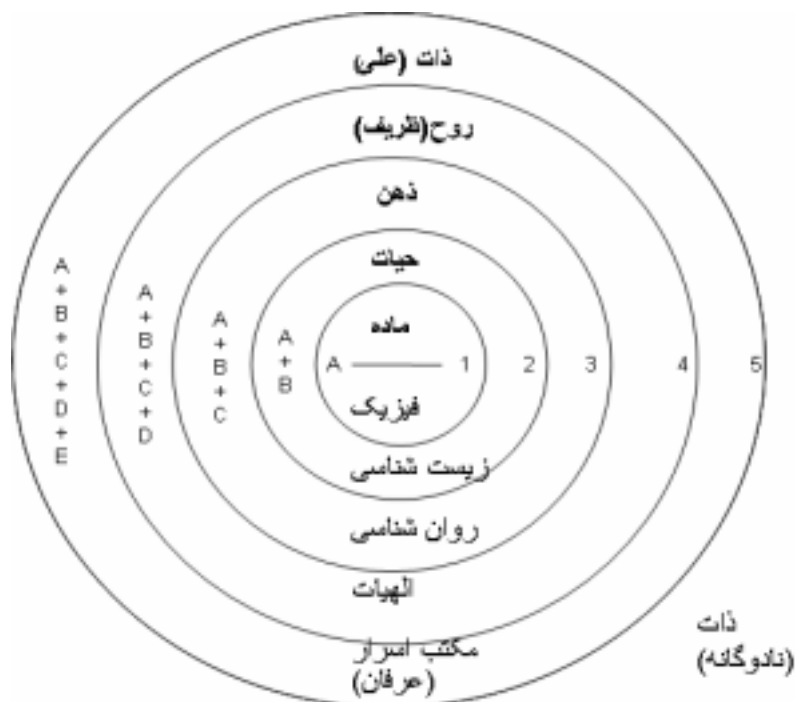 ذات (علی)
روح(ظریف)
ذهن
حیات
ماده
A+B+C+D+E
A+B+C+D
A+B+C
A+B
A
1
2
3
4
5
فیزیک
زیست شناسی
روان شناسی
الهیات
مکتب اسرار
(عرفان)
ذات
(نادوگانه)